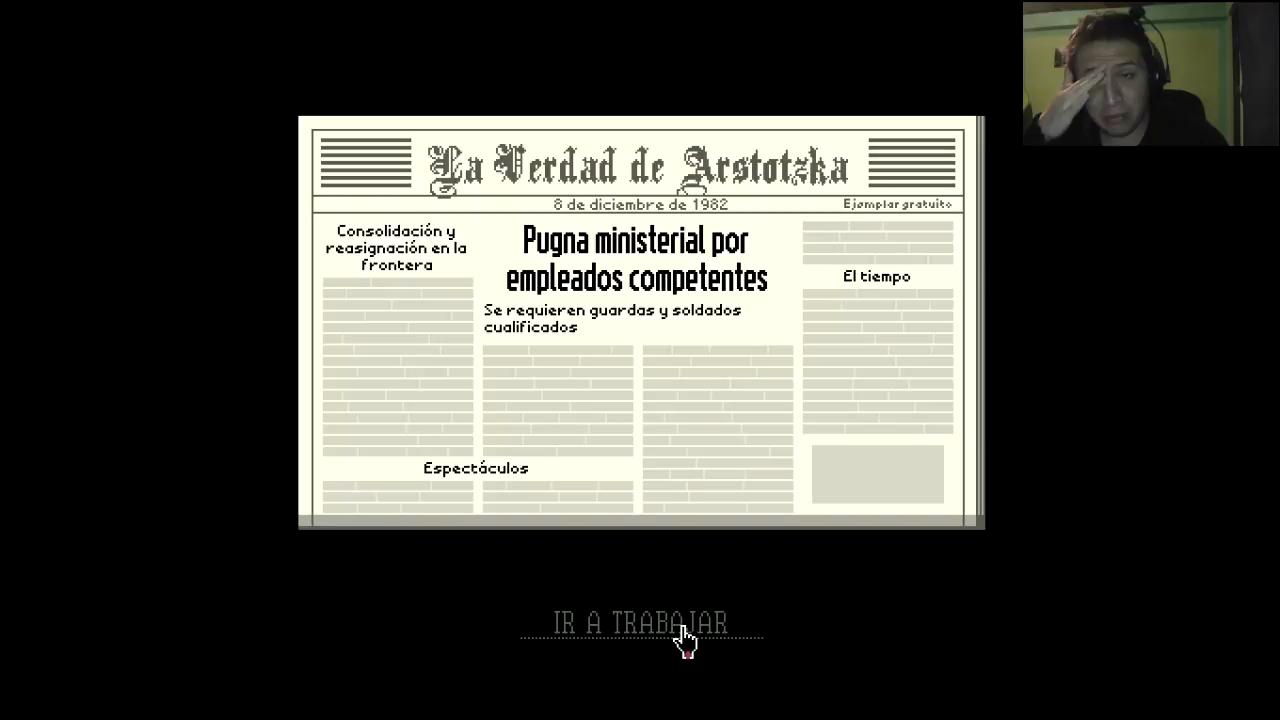 La Verdad de Arstotzka
8 de diciembre de 1982
Ejemplar gratuito
Consolidación y
reasignación en la
frontera
Pugna ministerial por
empleados competentes
Se requieren guardas y soldados
cualificados
El tiempo
Espectáculos
IR A TRABAJAR